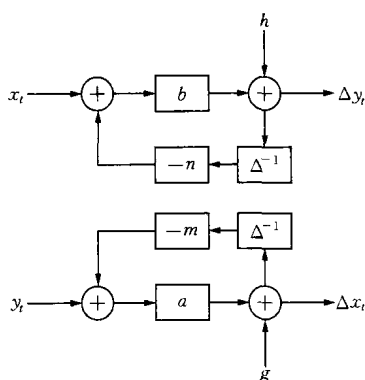 h
x_t + b + Δy_t
−n Δ⁻¹
−m Δ⁻¹
y_t + a + Δx_t
g